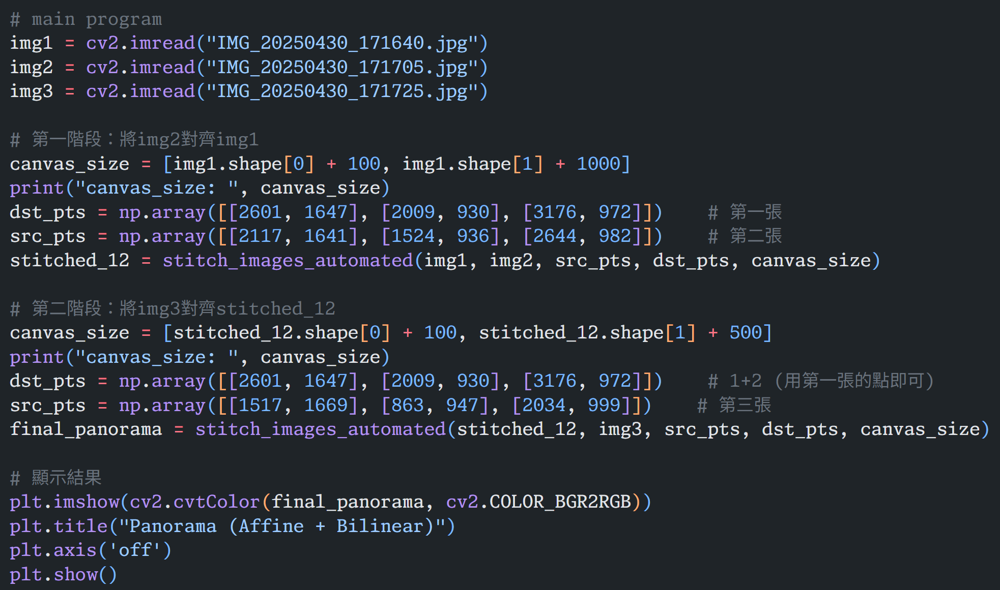 # main program
img1 = cv2.imread("IMG_20250430_171640.jpg")
img2 = cv2.imread("IMG_20250430_171705.jpg")
img3 = cv2.imread("IMG_20250430_171725.jpg")
# 第一階段：將img2對齊img1
canvas_size = [img1.shape[0] + 100, img1.shape[1] + 1000]
print("canvas_size: ", canvas_size)
dst_pts = np.array([[2601, 1647], [2009, 930], [3176, 972]])    # 第一張
src_pts = np.array([[2117, 1641], [1524, 936], [2644, 982]])    # 第二張
stitched_12 = stitch_images_automated(img1, img2, src_pts, dst_pts, canvas_size)
# 第二階段：將img3對齊stitched_12
canvas_size = [stitched_12.shape[0] + 100, stitched_12.shape[1] + 500]
print("canvas_size: ", canvas_size)
dst_pts = np.array([[2601, 1647], [2009, 930], [3176, 972]])    # 1+2 (用第一張的點即可)
src_pts = np.array([[1517, 1669], [863, 947], [2034, 999]])    # 第三張
final_panorama = stitch_images_automated(stitched_12, img3, src_pts, dst_pts, canvas_size)
# 顯示結果
plt.imshow(cv2.cvtColor(final_panorama, cv2.COLOR_BGR2RGB))
plt.title("Panorama (Affine + Bilinear)")
plt.axis('off')
plt.show()